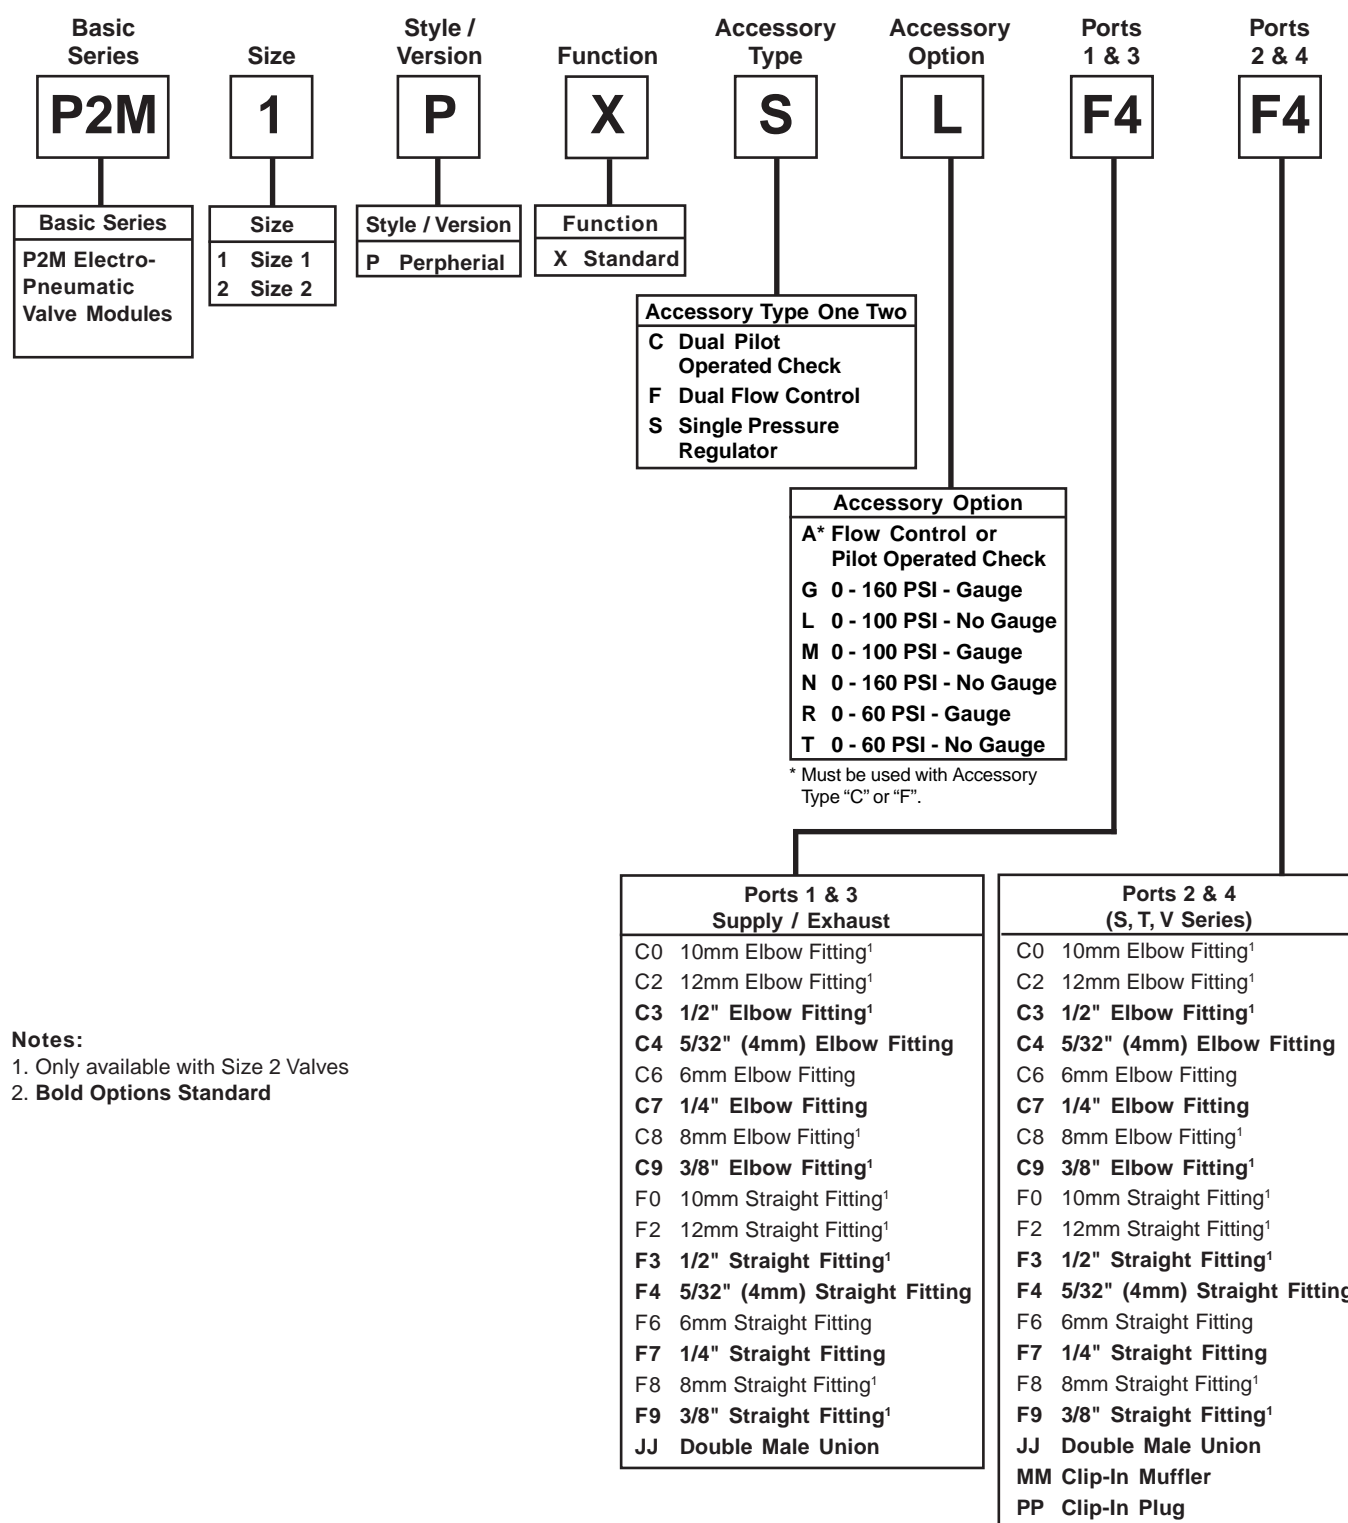 Basic
Series
Size
Style /
Version
Function
Accessory
Type
Accessory
Option
Ports
1 & 3
Ports
2 & 4
P2M
1
P
X
S
L
F4
F4
Basic Series
P2M Electro-
Pneumatic
Valve Modules
Size
1 Size 1
2 Size 2
Style / Version
P Perpherial
Function
X Standard
Accessory Type One Two
C Dual Pilot
Operated Check
F Dual Flow Control
S Single Pressure
Regulator
Accessory Option
A* Flow Control or
Pilot Operated Check
G 0 - 160 PSI - Gauge
L 0 - 100 PSI - No Gauge
M 0 - 100 PSI - Gauge
N 0 - 160 PSI - No Gauge
R 0 - 60 PSI - Gauge
T 0 - 60 PSI - No Gauge
* Must be used with Accessory
Type “C” or “F”.
Notes:
1. Only available with Size 2 Valves
2. Bold Options Standard
Ports 1 & 3
Supply / Exhaust
C0 10mm Elbow Fitting¹
C2 12mm Elbow Fitting¹
C3 1/2" Elbow Fitting¹
C4 5/32" (4mm) Elbow Fitting
C6 6mm Elbow Fitting
C7 1/4" Elbow Fitting
C8 8mm Elbow Fitting¹
C9 3/8" Elbow Fitting¹
F0 10mm Straight Fitting¹
F2 12mm Straight Fitting¹
F3 1/2" Straight Fitting¹
F4 5/32" (4mm) Straight Fitting
F6 6mm Straight Fitting
F7 1/4" Straight Fitting
F8 8mm Straight Fitting¹
F9 3/8" Straight Fitting¹
JJ Double Male Union
Ports 2 & 4
(S, T, V Series)
C0 10mm Elbow Fitting¹
C2 12mm Elbow Fitting¹
C3 1/2" Elbow Fitting¹
C4 5/32" (4mm) Elbow Fitting
C6 6mm Elbow Fitting
C7 1/4" Elbow Fitting
C8 8mm Elbow Fitting¹
C9 3/8" Elbow Fitting¹
F0 10mm Straight Fitting¹
F2 12mm Straight Fitting¹
F3 1/2" Straight Fitting¹
F4 5/32" (4mm) Straight Fitting
F6 6mm Straight Fitting
F7 1/4" Straight Fitting
F8 8mm Straight Fitting¹
F9 3/8" Straight Fitting¹
JJ Double Male Union
MM Clip-In Muffler
PP Clip-In Plug